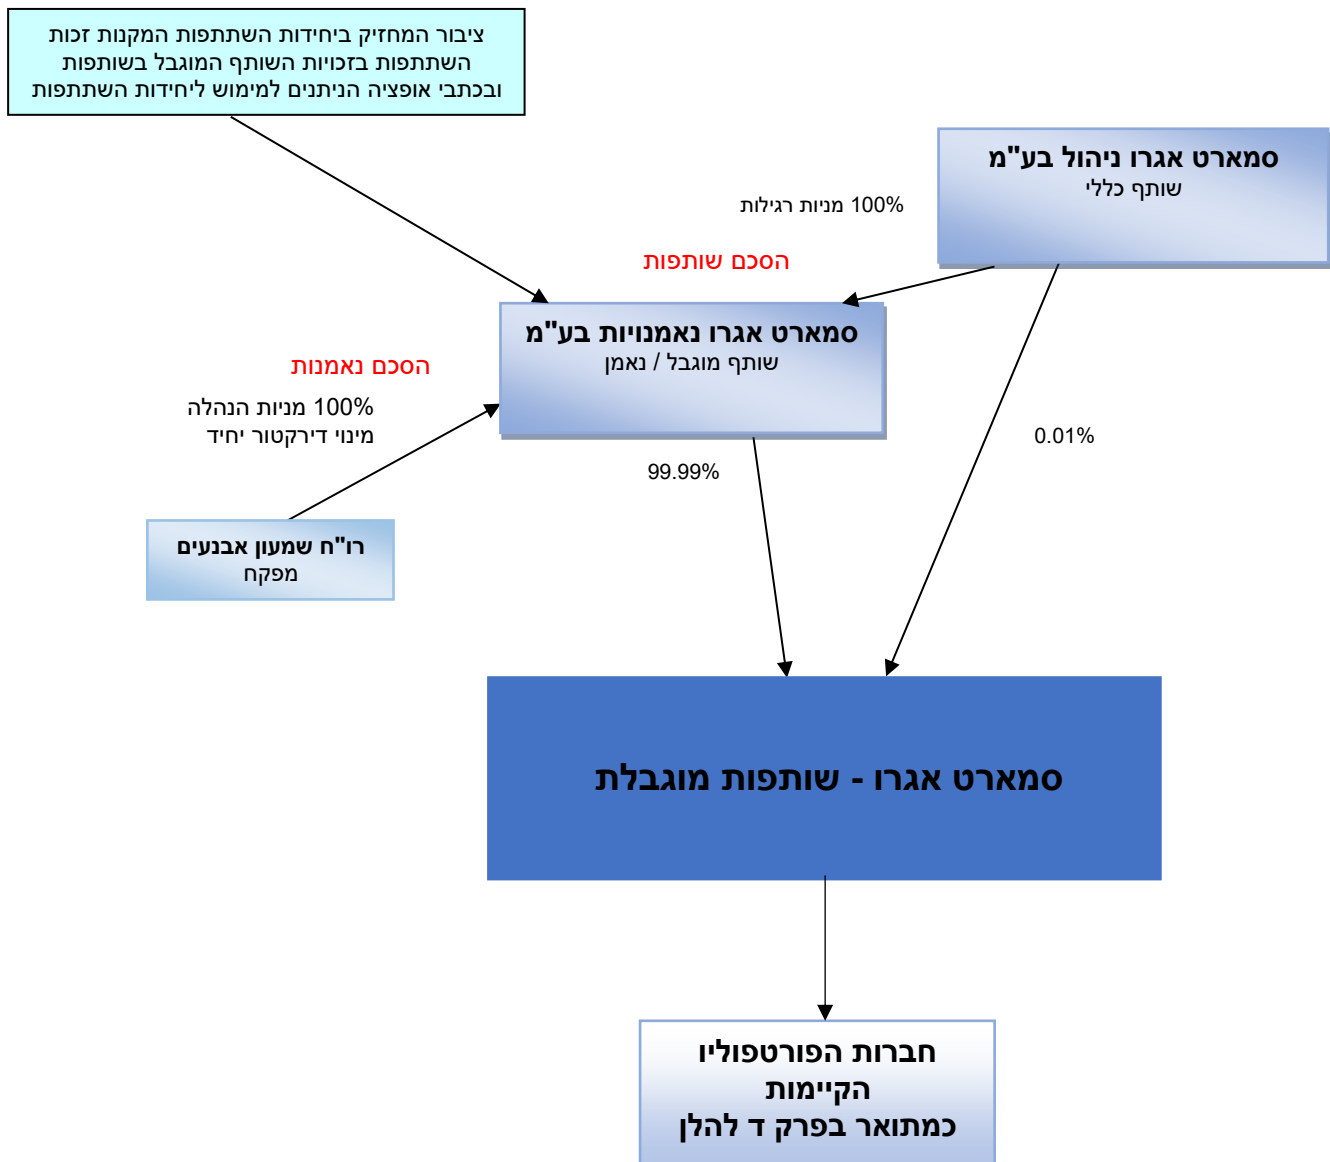 ציבור המחזיק ביחידות השתתפות המקנות זכות
השתתפות בזכויות השותף המוגבל בשותפות
ובכתבי אופציה הניתנים למימוש ליחידות השתתפות
סמארט אגרו ניהול בע"מ
שותף כללי
100% מניות רגילות
הסכם שותפות
סמארט אגרו נאמנויות בע"מ
שותף מוגבל / נאמן
הסכם נאמנות
100% מניות הנהלה
מינוי דירקטור יחיד
0.01%
99.99%
רו"ח שמעון אבנעים
מפקח
סמארט אגרו - שותפות מוגבלת
חברות הפורטפוליו
הקיימות
כמתואר בפרק ד להלן